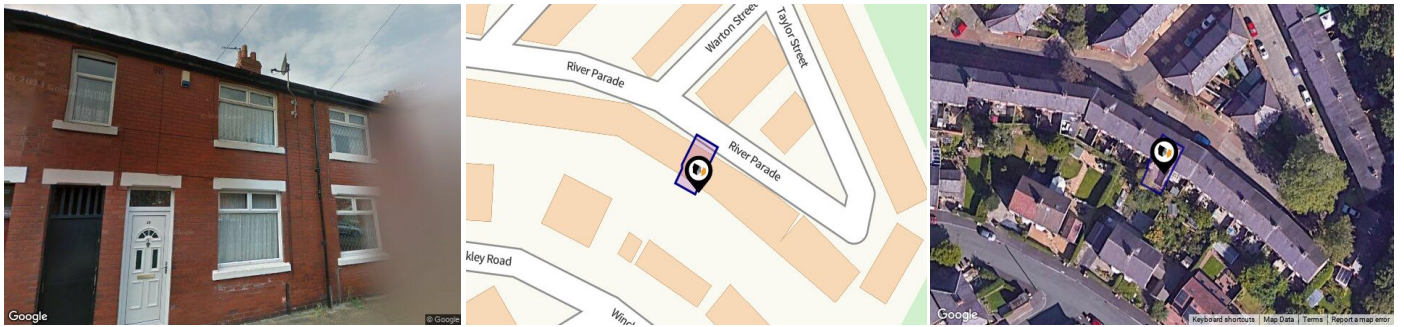 Google
© Google
River Parade
Warton Street
Taylor Street
River Parade
kley Road
Winc
Google
Keyboard shortcuts
Map Data
Terms
Report a map error